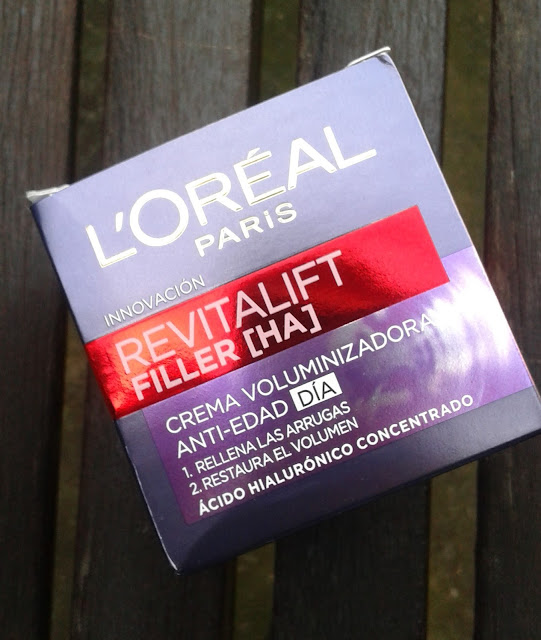 L'ORÉAL
PARIS
INNOVACIÓN
REVITALIFT
FILLER [HA]
CREMA VOLUMINIZADORA
ANTI-EDAD DÍA
1. RELLENA LAS ARRUGAS
2. RESTAURA EL VOLUMEN
ÁCIDO HIALURÓNICO CONCENTRADO